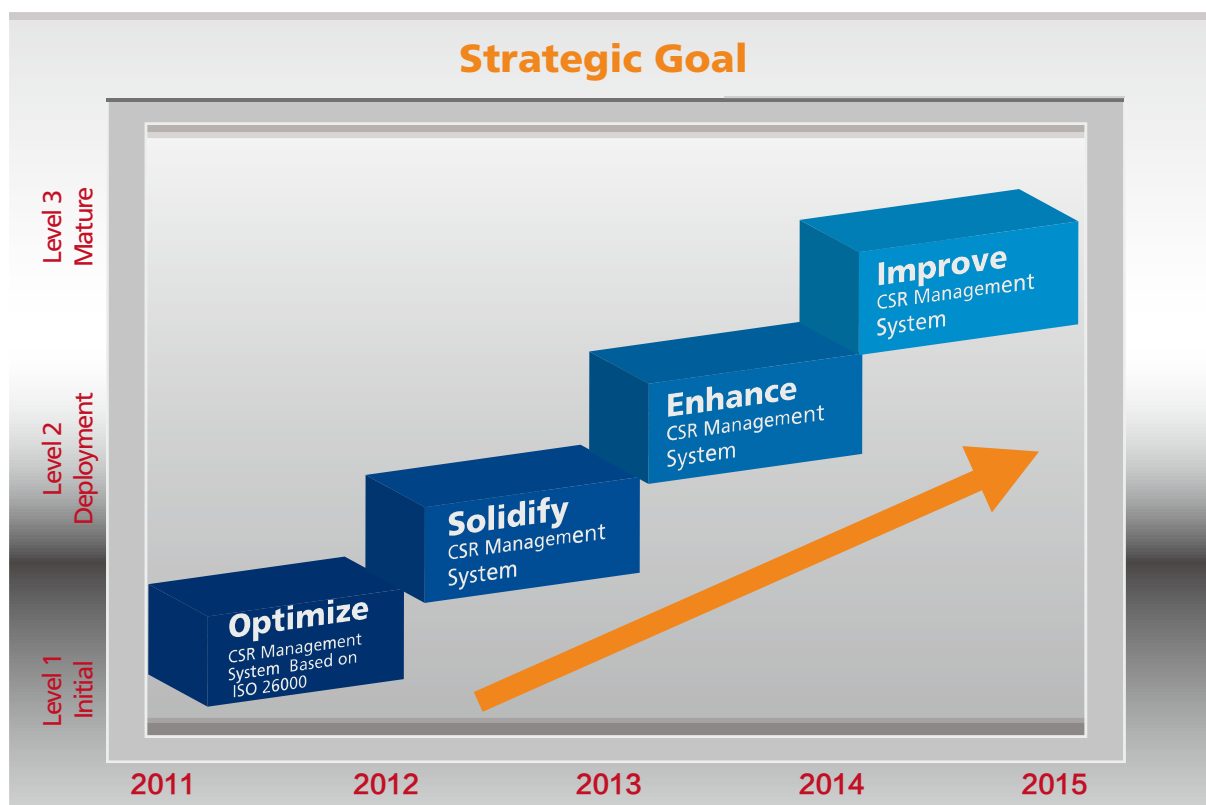 Strategic Goal
Level 3
Mature
Level 2
Deployment
Level 1
Initial
Improve
CSR Management
System
Enhance
CSR Management
System
Solidify
CSR Management
System
Optimize
CSR Management
System Based on
ISO 26000
2011
2012
2013
2014
2015